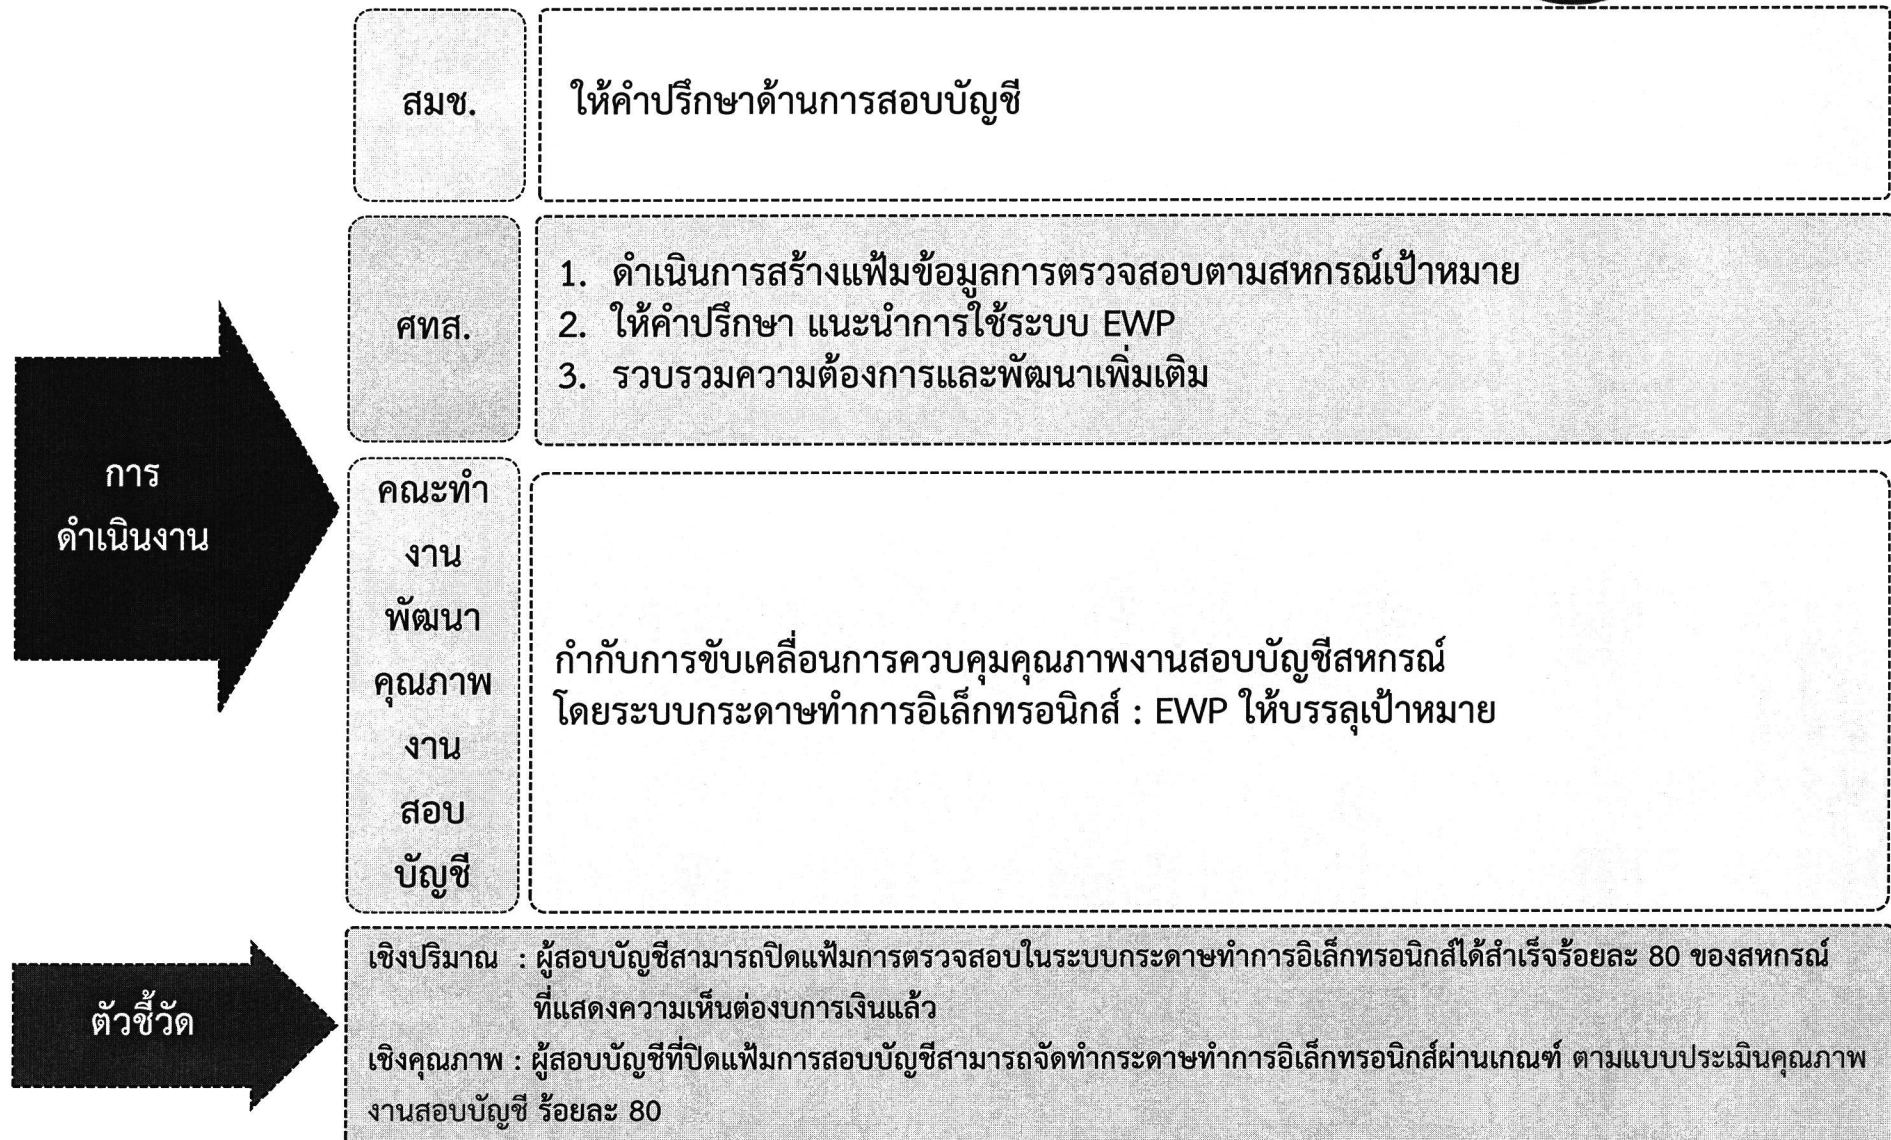 สมช.
ให้คำปรึกษาด้านการสอบบัญชี
ศทส.
1. ดำเนินการสร้างแฟ้มข้อมูลการตรวจสอบตามสหกรณ์เป้าหมาย
2. ให้คำปรึกษา แนะนำการใช้ระบบ EWP
3. รวบรวมความต้องการและพัฒนาเพิ่มเติม
การ
ดำเนินงาน
คณะทำ
งาน
พัฒนา
คุณภาพ
งาน
สอบ
บัญชี
กำกับการขับเคลื่อนการควบคุมคุณภาพงานสอบบัญชีสหกรณ์
โดยระบบกระดาษทำการอิเล็กทรอนิกส์ : EWP ให้บรรลุเป้าหมาย
ตัวชี้วัด
เชิงปริมาณ : ผู้สอบบัญชีสามารถปิดแฟ้มการตรวจสอบในระบบกระดาษทำการอิเล็กทรอนิกส์ได้สำเร็จร้อยละ 80 ของสหกรณ์
ที่แสดงความเห็นต่องบการเงินแล้ว
เชิงคุณภาพ : ผู้สอบบัญชีที่ปิดแฟ้มการสอบบัญชีสามารถจัดทำกระดาษทำการอิเล็กทรอนิกส์ผ่านเกณฑ์ ตามแบบประเมินคุณภาพ
งานสอบบัญชี ร้อยละ 80